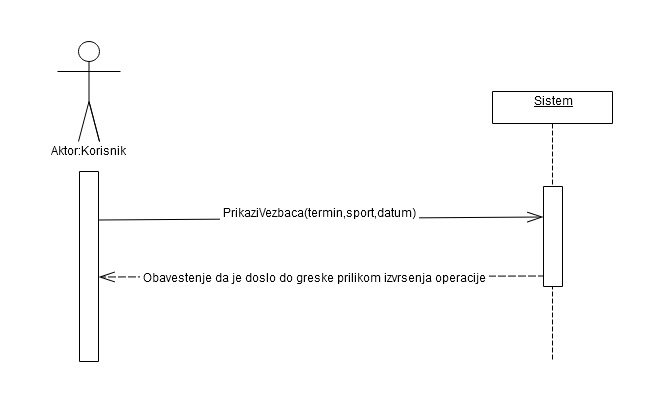 Sistem
Aktor:Korisnik
PrikaziVezbaca(termin,sport,datum)
Obavestenje da je doslo do greske prilikom izvrsenja operacije